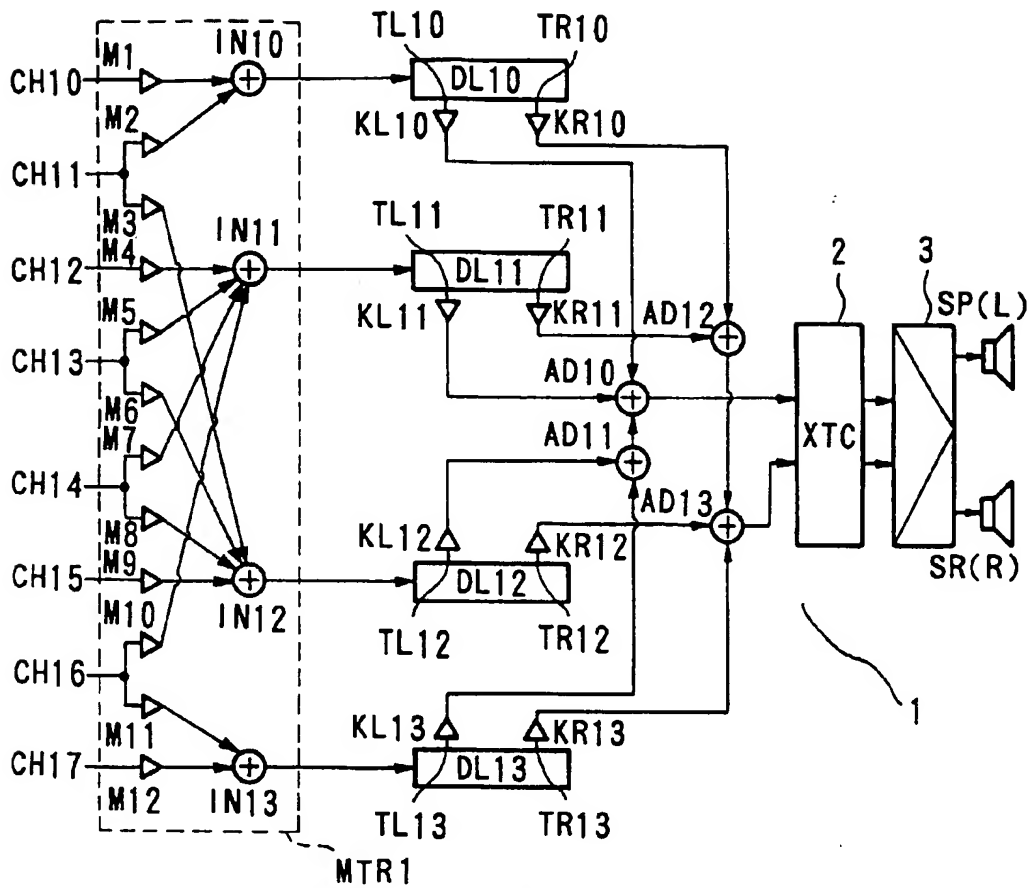 TL10 TR10
M1 IN10
CH10 DL10
M2 KL10 KR10
CH11
M3 IN11 TL11 TR11
M4
CH12 DL11 2 3
M5 KL11 KR11 AD12 SP(L)
CH13 AD10
M6
M7 AD11 XTC
CH14
M8 KL12 KR12 AD13
M9
CH15 DL12 SR(R)
M10 IN12
TL12 TR12
CH16
KL13 KR13 1
M11
CH17 DL13
M12 IN13
TL13 TR13
MTR1